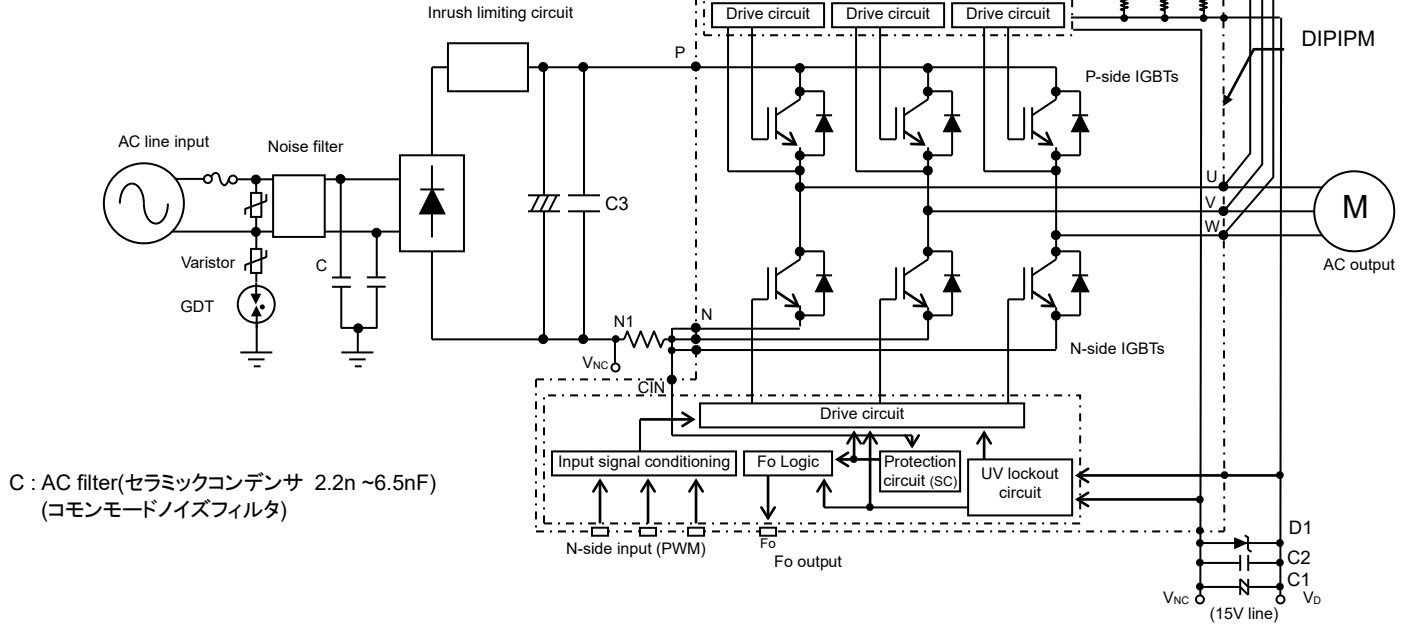 Inrush limiting circuit
Drive circuit
Drive circuit
Drive circuit
DIPIPM
P
P-side IGBTs
AC line input
Noise filter
C3
U
V
W
M
AC output
Varistor
C
GDT
N1
N
VNC
N-side IGBTs
CIN
Drive circuit
Input signal conditioning
Fo Logic
Protection
circuit (SC)
UV lockout
circuit
C : AC filter(セラミックコンデンサ 2.2n ~6.5nF)
(コモンモードノイズフィルタ)
N-side input (PWM)
Fo
Fo output
D1
C2
C1
VNC
VD
(15V line)